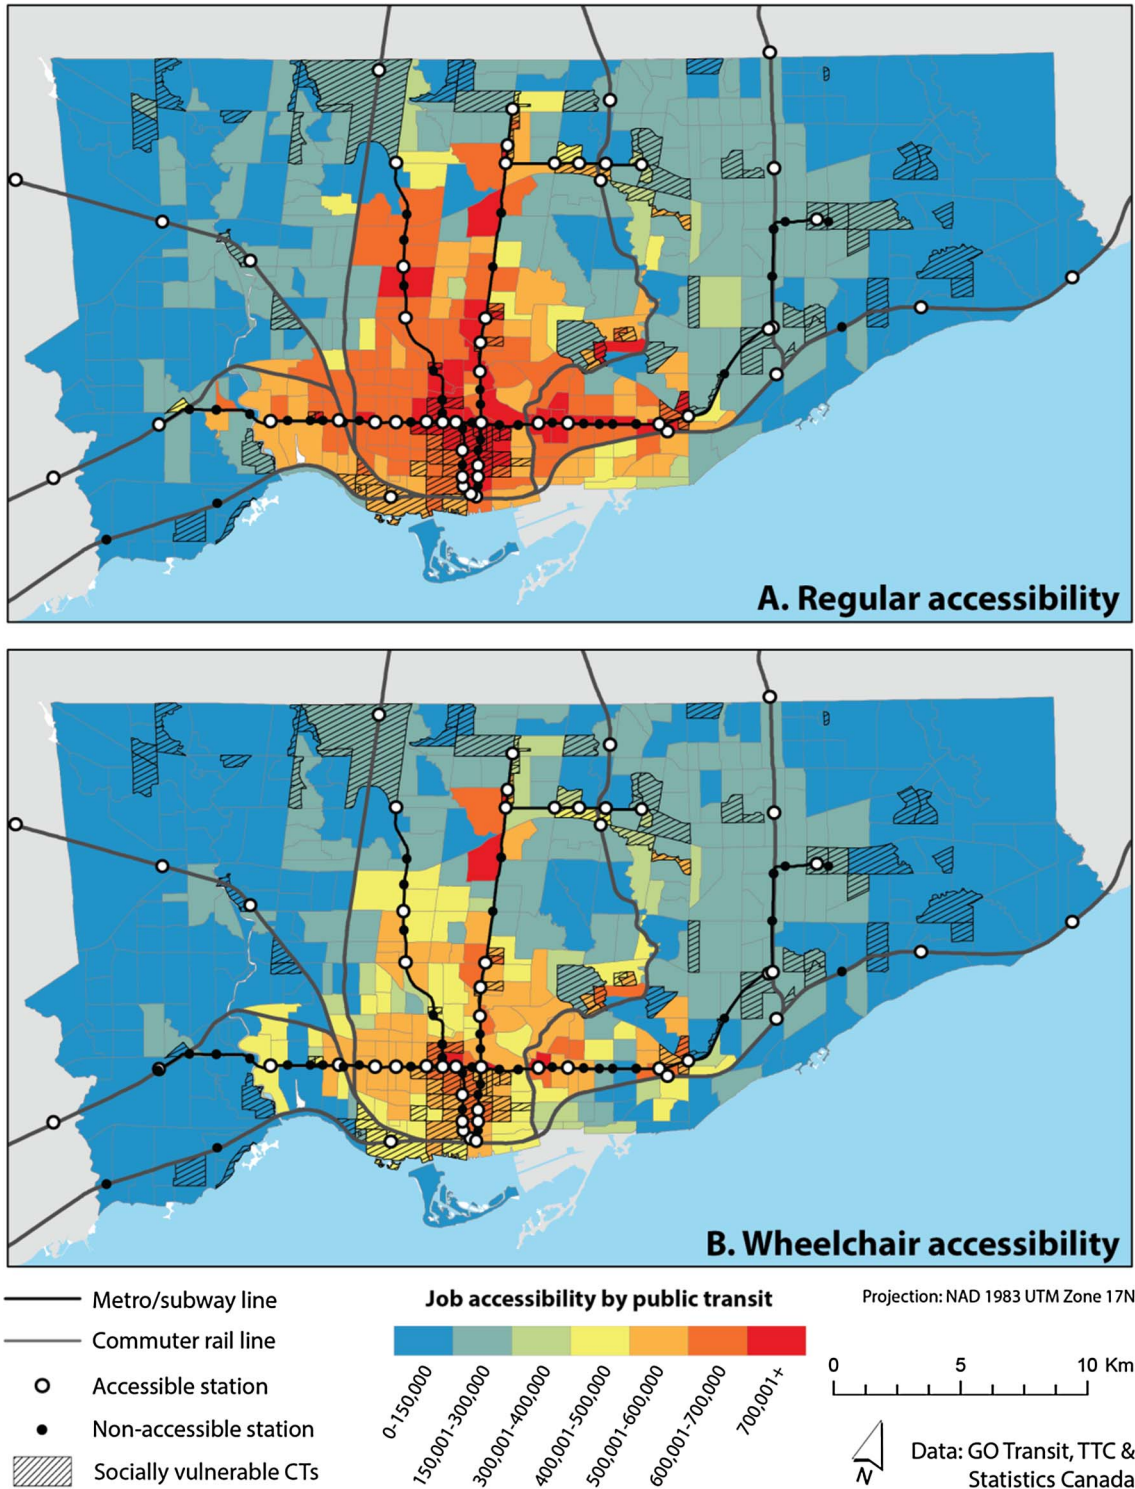 A. Regular accessibility
B. Wheelchair accessibility
Metro/subway line
Commuter rail line
Accessible station
Non-accessible station
Socially vulnerable CTs
Job accessibility by public transit
0-150,000
150,001-300,000
300,001-400,000
400,001-500,000
500,001-600,000
600,001-700,000
700,001+
Projection: NAD 1983 UTM Zone 17N
0 5 10 Km
N
Data: GO Transit, TTC &
Statistics Canada